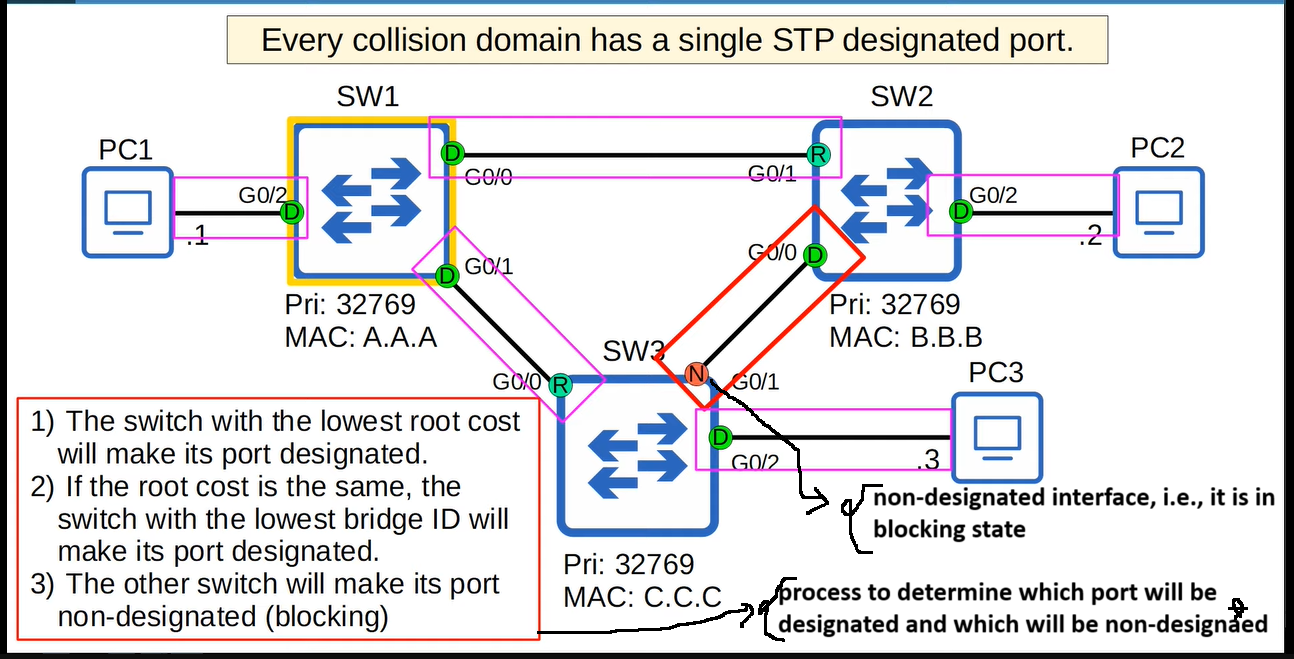 Every collision domain has a single STP designated port.
SW1
SW2
PC1
PC2
D
G0/0
R
G0/1
G0/2
D
.1
D
G0/2
.2
D
G0/1
G0/0
D
Pri: 32769
MAC: A.A.A
Pri: 32769
MAC: B.B.B
SW3
G0/0
R
N
G0/1
PC3
D
G0/2
.3
1) The switch with the lowest root cost
will make its port designated.
2) If the root cost is the same, the
switch with the lowest bridge ID will
make its port designated.
3) The other switch will make its port
non-designated (blocking)
non-designated interface, i.e., it is in
blocking state
Pri: 32769
MAC: C.C.C
process to determine which port will be
designated and which will be non-designaed